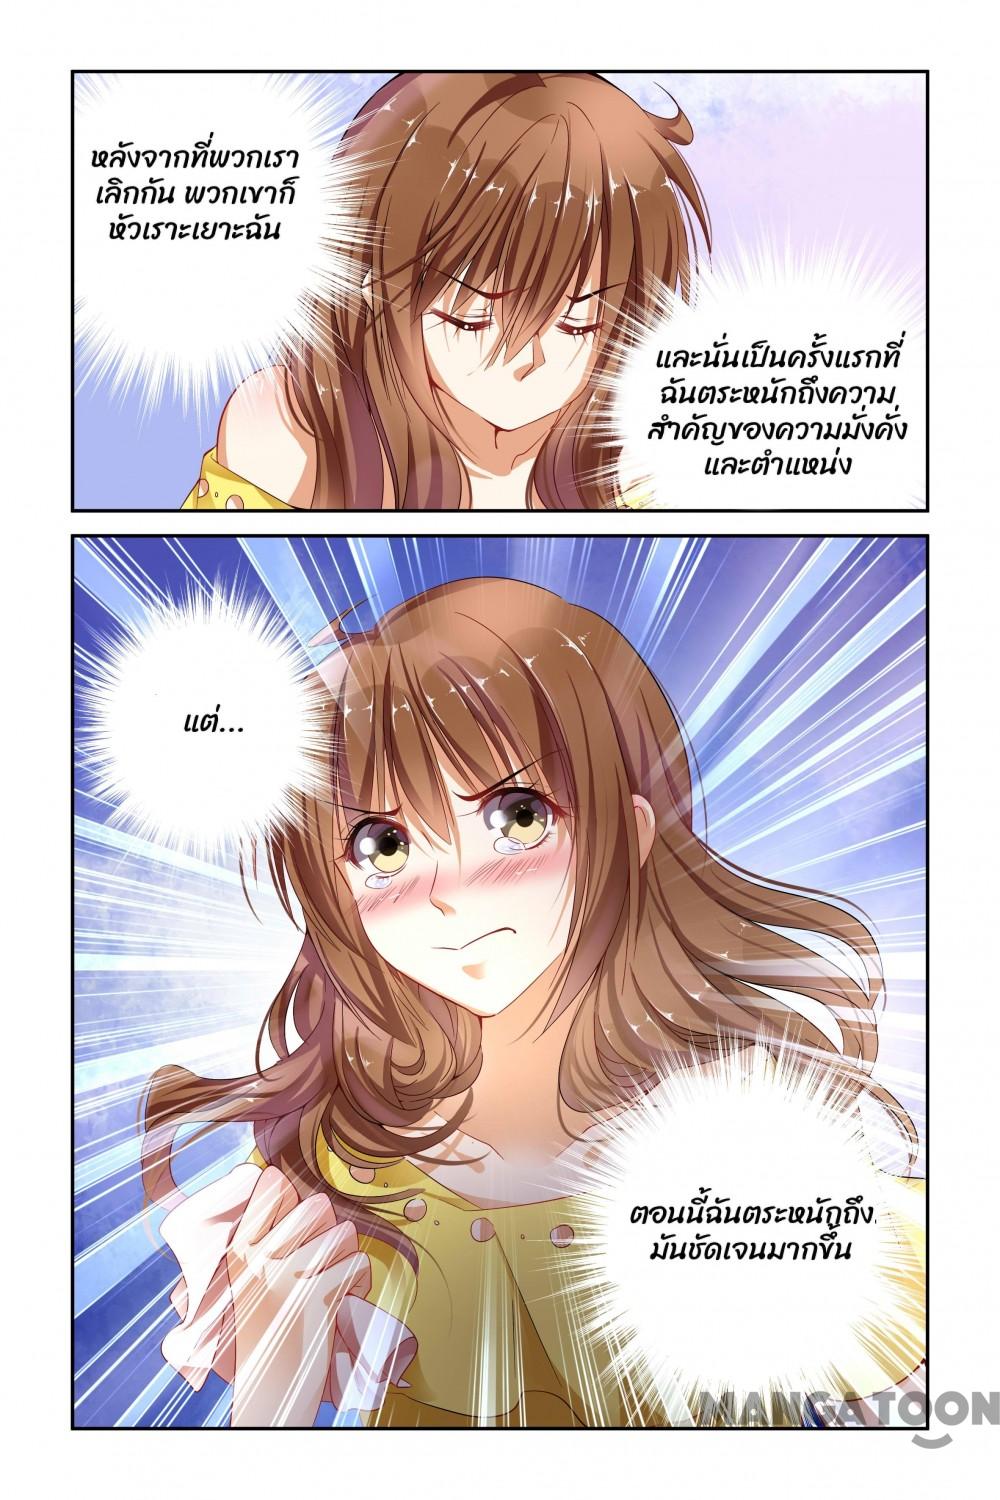 หลังจากที่พวกเรา
เลิกกัน พวกเขาก็
หัวเราะเยาะฉัน
และนั่นเป็นครั้งแรกที่
ฉันตระหนักถึงความ
สำคัญของความมั่งคั่ง
และตำแหน่ง
แต่...
ตอนนี้ฉันตระหนักถึง
มันชัดเจนมากขึ้น
MANGATOON